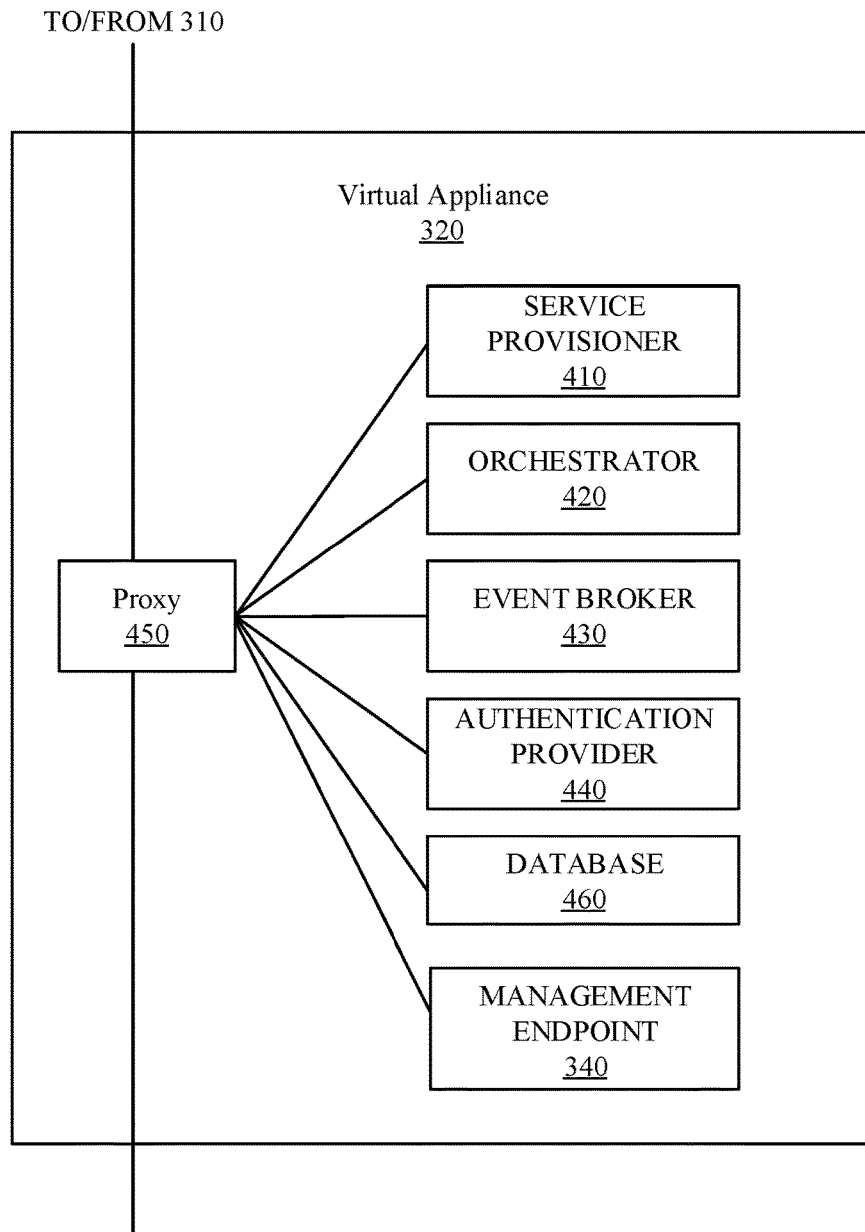 TO/FROM 310
Virtual Appliance
320
SERVICE
PROVISIONER
410
ORCHESTRATOR
420
Proxy
450
EVENT BROKER
430
AUTHENTICATION
PROVIDER
440
DATABASE
460
MANAGEMENT
ENDPOINT
340